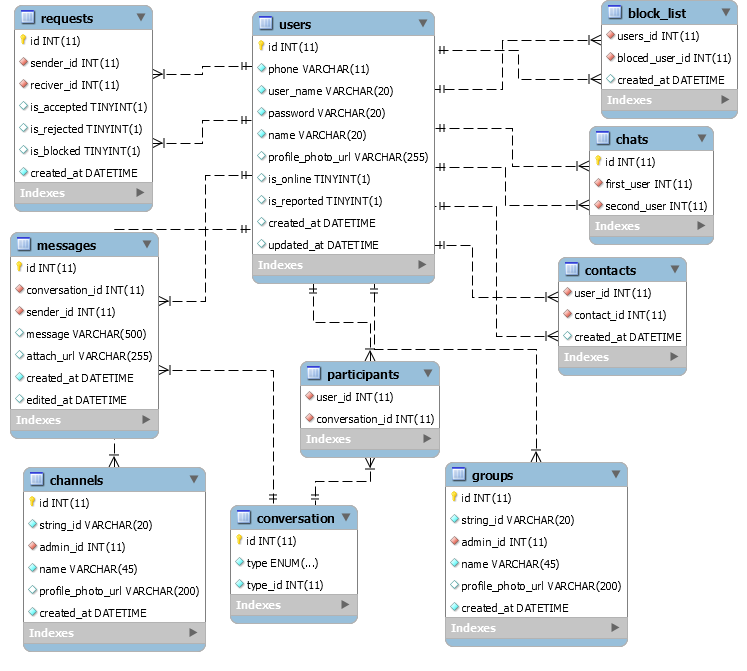 requests
id INT(11)
sender_id INT(11)
reciver_id INT(11)
is_accepted TINYINT(1)
is_rejected TINYINT(1)
is_blocked TINYINT(1)
created_at DATETIME
Indexes
users
id INT(11)
phone VARCHAR(11)
user_name VARCHAR(20)
password VARCHAR(20)
name VARCHAR(20)
profile_photo_url VARCHAR(255)
is_online TINYINT(1)
is_reported TINYINT(1)
created_at DATETIME
updated_at DATETIME
Indexes
block_list
users_id INT(11)
bloced_user_id INT(11)
created_at DATETIME
Indexes
chats
id INT(11)
first_user INT(11)
second_user INT(11)
Indexes
messages
id INT(11)
conversation_id INT(11)
sender_id INT(11)
message VARCHAR(500)
attach_url VARCHAR(255)
created_at DATETIME
edited_at DATETIME
Indexes
contacts
user_id INT(11)
contact_id INT(11)
created_at DATETIME
Indexes
participants
user_id INT(11)
conversation_id INT(11)
Indexes
channels
id INT(11)
string_id VARCHAR(20)
admin_id INT(11)
name VARCHAR(45)
profile_photo_url VARCHAR(200)
created_at DATETIME
Indexes
conversation
id INT(11)
type ENUM(...)
type_id INT(11)
Indexes
groups
id INT(11)
string_id VARCHAR(20)
admin_id INT(11)
name VARCHAR(45)
profile_photo_url VARCHAR(200)
created_at DATETIME
Indexes